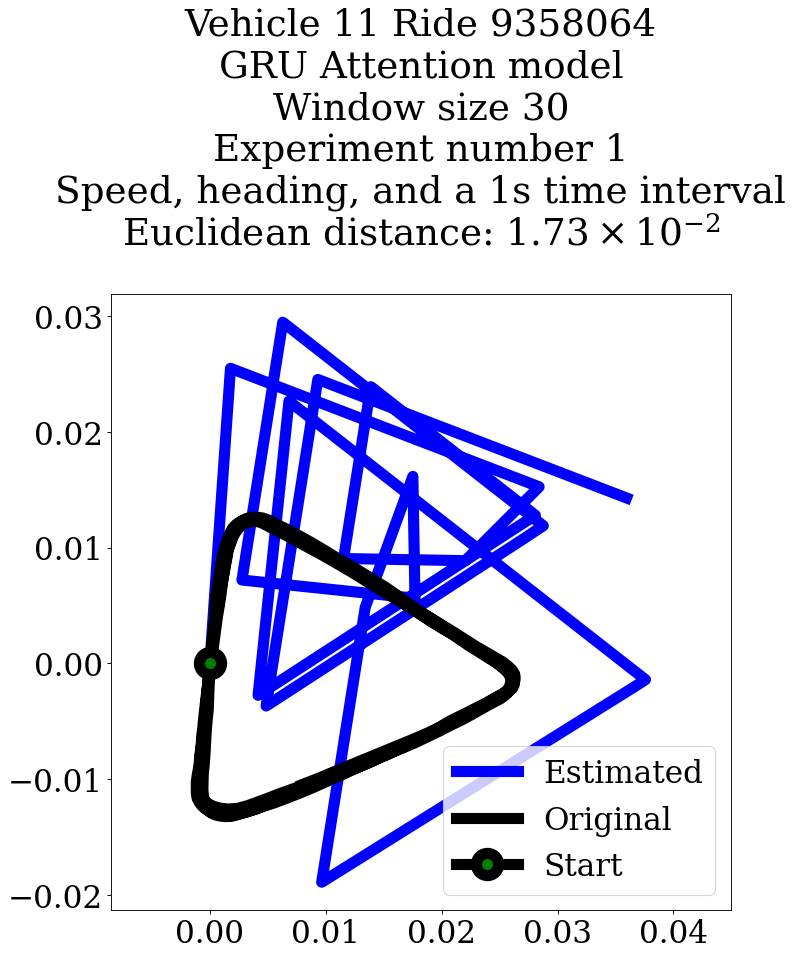 Vehicle 11 Ride 9358064
GRU Attention model
Window size 30
Experiment number 1
Speed, heading, and a 1s time interval
Euclidean distance: 1.73 × 10⁻²
0.03
0.02
0.01
0.00
−0.01
−0.02
Estimated
Original
Start
0.00 0.01 0.02 0.03 0.04